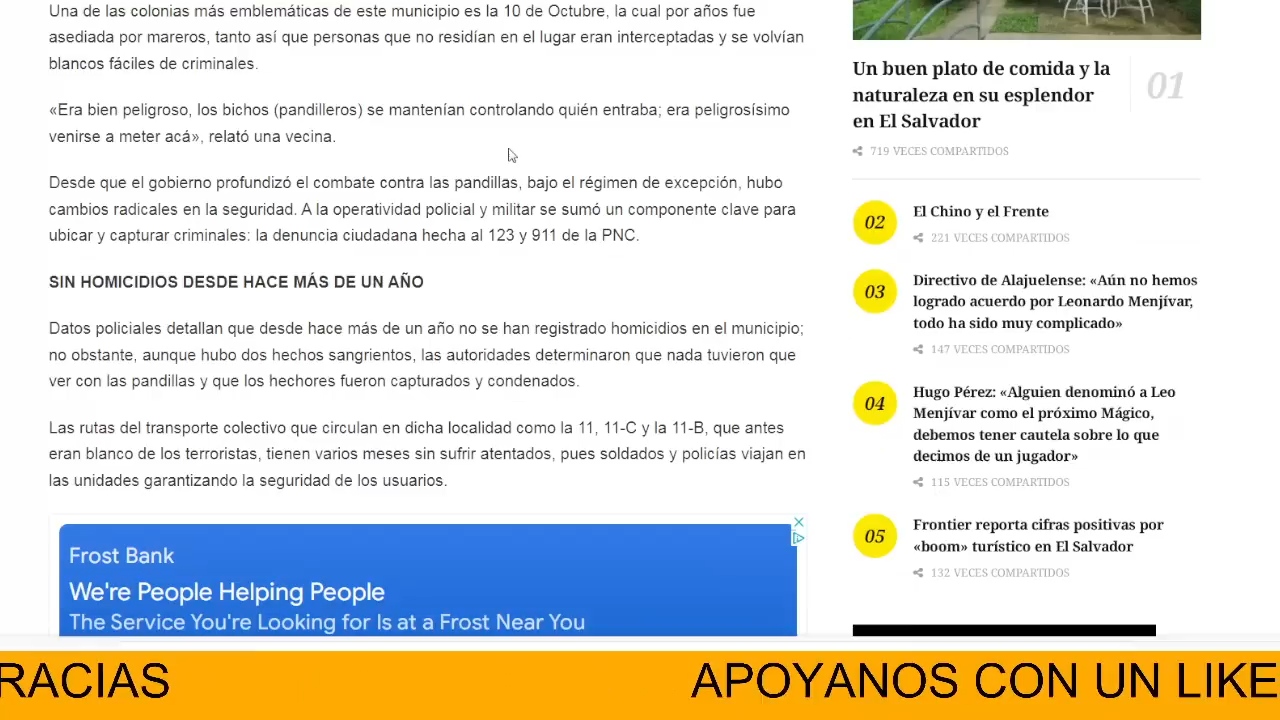 Una de las colonias más emblemáticas de este municipio es la 10 de Octubre, la cual por años fue
asediada por mareros, tanto así que personas que no residían en el lugar eran interceptadas y se volvían
blancos fáciles de criminales.
«Era bien peligroso, los bichos (pandilleros) se mantenían controlando quién entraba; era peligrosísimo
venirse a meter acá», relató una vecina.
Desde que el gobierno profundizó el combate contra las pandillas, bajo el régimen de excepción, hubo
cambios radicales en la seguridad. A la operatividad policial y militar se sumó un componente clave para
ubicar y capturar criminales: la denuncia ciudadana hecha al 123 y 911 de la PNC.
SIN HOMICIDIOS DESDE HACE MÁS DE UN AÑO
Datos policiales detallan que desde hace más de un año no se han registrado homicidios en el municipio;
no obstante, aunque hubo dos hechos sangrientos, las autoridades determinaron que nada tuvieron que
ver con las pandillas y que los hechores fueron capturados y condenados.
Las rutas del transporte colectivo que circulan en dicha localidad como la 11, 11-C y la 11-B, que antes
eran blanco de los terroristas, tienen varios meses sin sufrir atentados, pues soldados y policías viajan en
las unidades garantizando la seguridad de los usuarios.
Frost Bank
We're People Helping People
The Service You're Looking for Is at a Frost Near You
Un buen plato de comida y la
naturaleza en su esplendor
en El Salvador
01
719 VECES COMPARTIDOS
02
El Chino y el Frente
221 VECES COMPARTIDOS
03
Directivo de Alajuelense: «Aún no hemos
logrado acuerdo por Leonardo Menjívar,
todo ha sido muy complicado»
147 VECES COMPARTIDOS
04
Hugo Pérez: «Alguien denominó a Leo
Menjívar como el próximo Mágico,
debemos tener cautela sobre lo que
decimos de un jugador»
115 VECES COMPARTIDOS
05
Frontier reporta cifras positivas por
«boom» turístico en El Salvador
132 VECES COMPARTIDOS
RACIAS APOYANOS CON UN LIKE